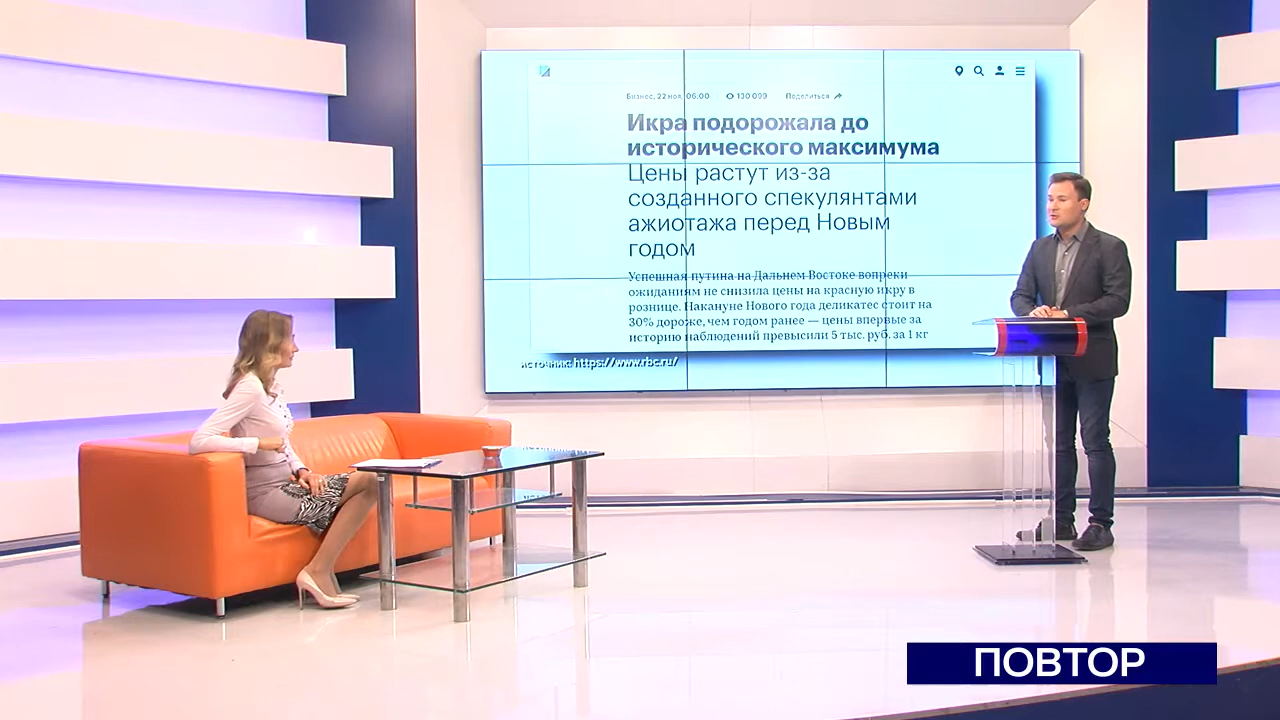 Бизнес, 22 ноя, 06:00 130 099 Поделиться
Икра подорожала до
исторического максимума
Цены растут из-за
созданного спекулянтами
ажиотажа перед Новым
годом
Успешная путина на Дальнем Востоке вопреки
ожиданиям не снизила цены на красную икру в
рознице. Накануне Нового года деликатес стоит на
30% дороже, чем годом ранее — цены впервые за
историю наблюдений превысили 5 тыс. руб. за 1 кг
источник: https://www.rbc.ru/
ПОВТОР